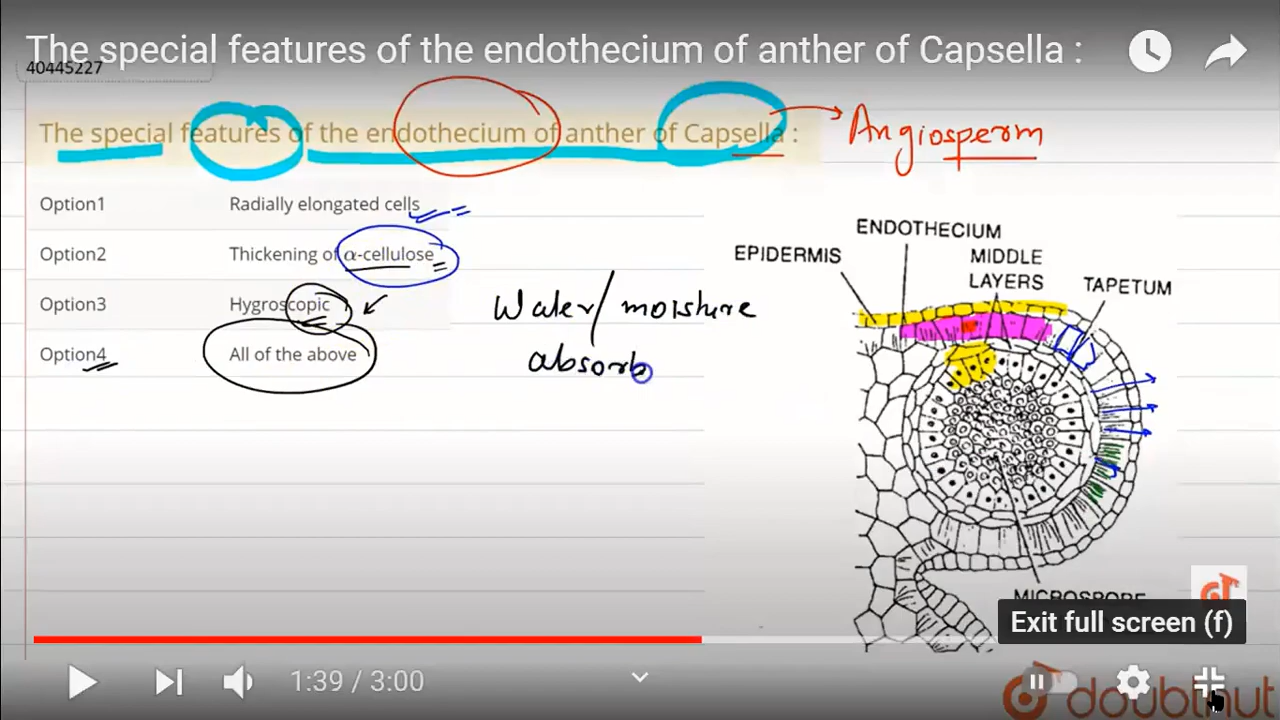 The special features of the endothecium of anther of Capsella :
40445227
The special features of the endothecium of anther of Capsella :
Angiosperm
Option1 Radially elongated cells
Option2 Thickening of α-cellulose
Option3 Hygroscopic
Option4 All of the above
Water/moisture
absorb
ENDOTHECIUM
EPIDERMIS
MIDDLE
LAYERS
TAPETUM
MICROSPORE
Exit full screen (f)
1:39 / 3:00
doubtnut